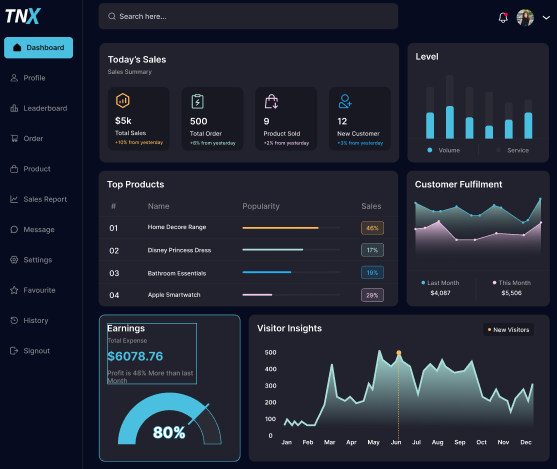 TNX
Search here...
Dashboard
Profile
Leaderboard
Order
Product
Sales Report
Message
Settings
Favourite
History
Signout
Today's Sales
Sales Summary
$5k
Total Sales
+10% from yesterday
500
Total Order
+8% from yesterday
9
Product Sold
+2% from yesterday
12
New Customer
+3% from yesterday
Level
Volume
Service
Top Products
# Name Popularity Sales
01 Home Decore Range 46%
02 Disney Princess Dress 17%
03 Bathroom Essentials 19%
04 Apple Smartwatch 29%
Customer Fulfilment
Last Month
$4,087
This Month
$5,506
Earnings
Total Expense
$6078.76
Profit is 48% More than last
Month
80%
Visitor Insights
New Visitors
500
400
300
200
100
0
Jan Feb Mar Apr May Jun Jul Aug Sep Oct Nov Dec